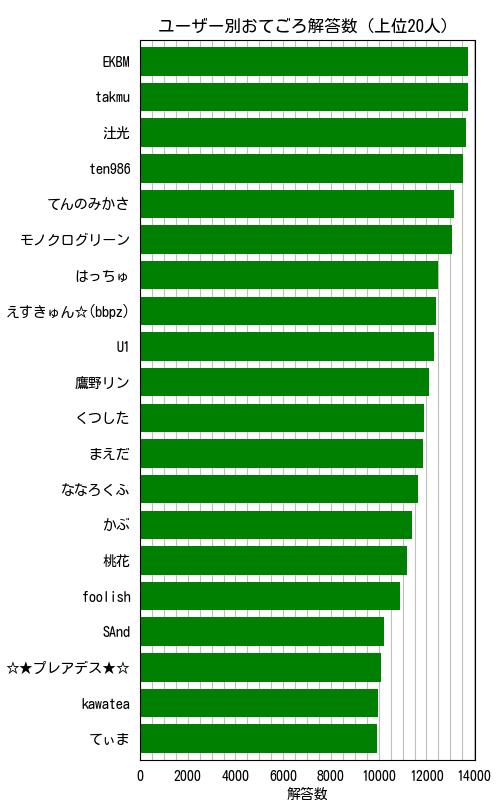 ユーザー別おてごろ解答数（上位20人）
EKBM
takmu
辻光
ten986
てんのみかさ
モノクログリーン
はっちゅ
えすきゅん☆(bbpz)
U1
鷹野リン
くつした
まえだ
ななろくふ
かぶ
桃花
foolish
SAnd
☆★プレアデス★☆
kawatea
てぃま
0 2000 4000 6000 8000 10000 12000 14000
解答数